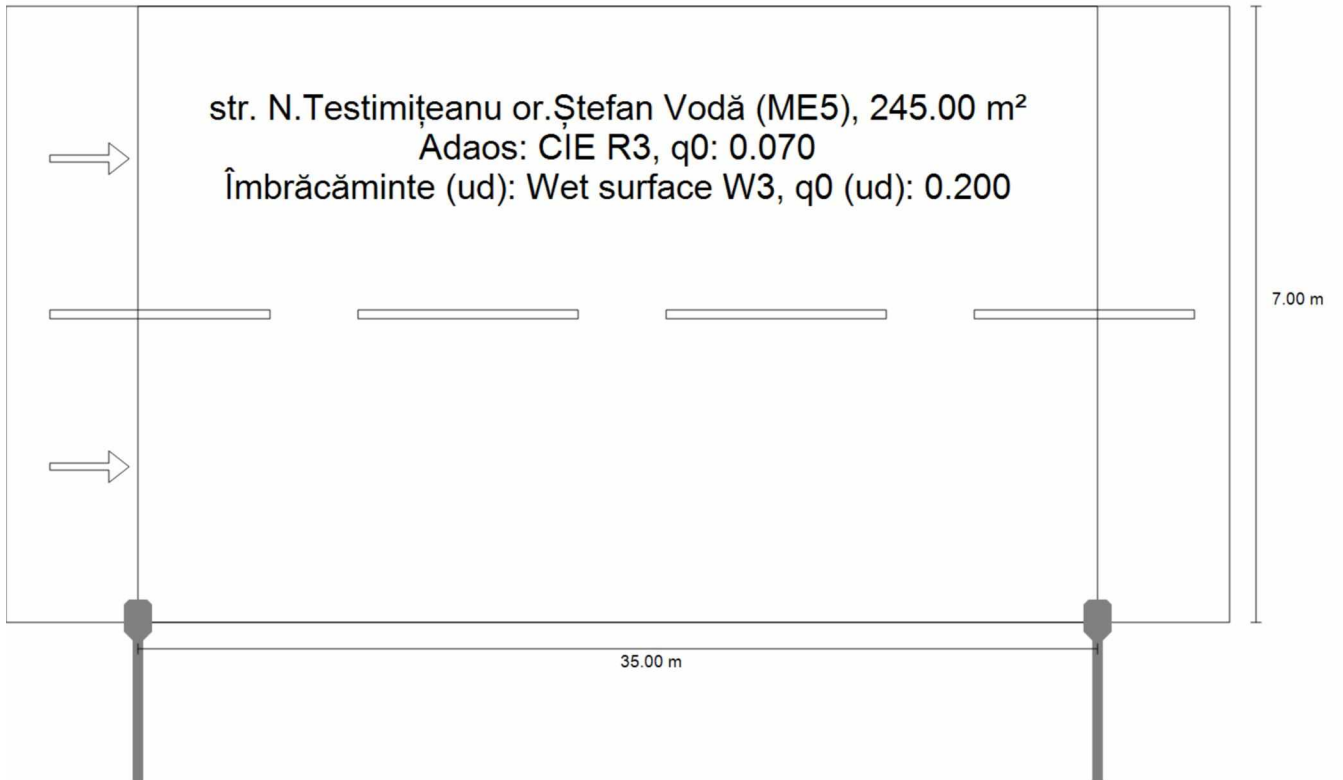 str. N.Testimițeanu or.Ștefan Vodă (ME5), 245.00 m²
Adaos: CIE R3, q0: 0.070
Îmbrăcăminte (ud): Wet surface W3, q0 (ud): 0.200
7.00 m
35.00 m